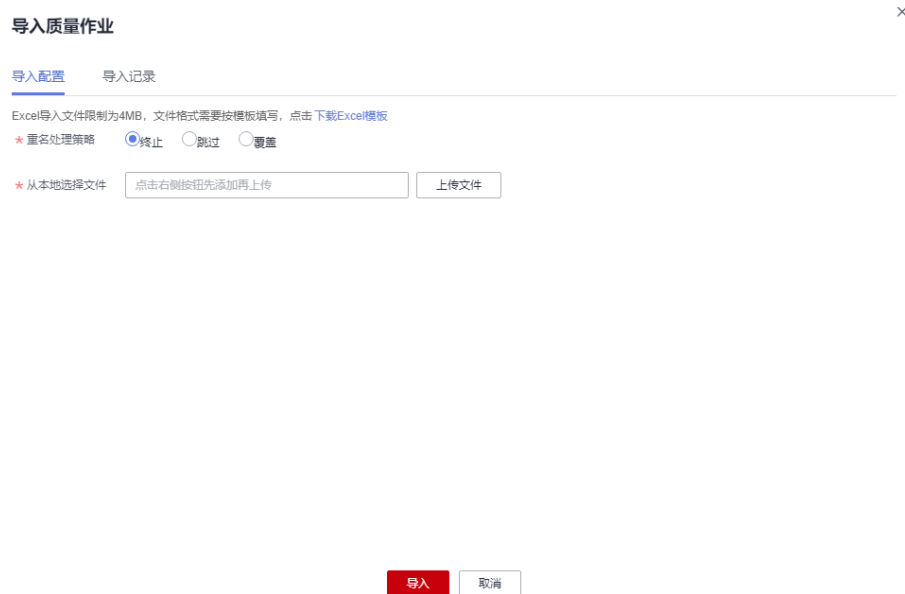 导入质量作业
导入配置 导入记录
Excel导入文件限制为4MB，文件格式需要按模板填写，点击 下载Excel模板
* 重名处理策略 终止 跳过 覆盖
* 从本地选择文件 点击右侧按钮先添加再上传 上传文件
导入 取消